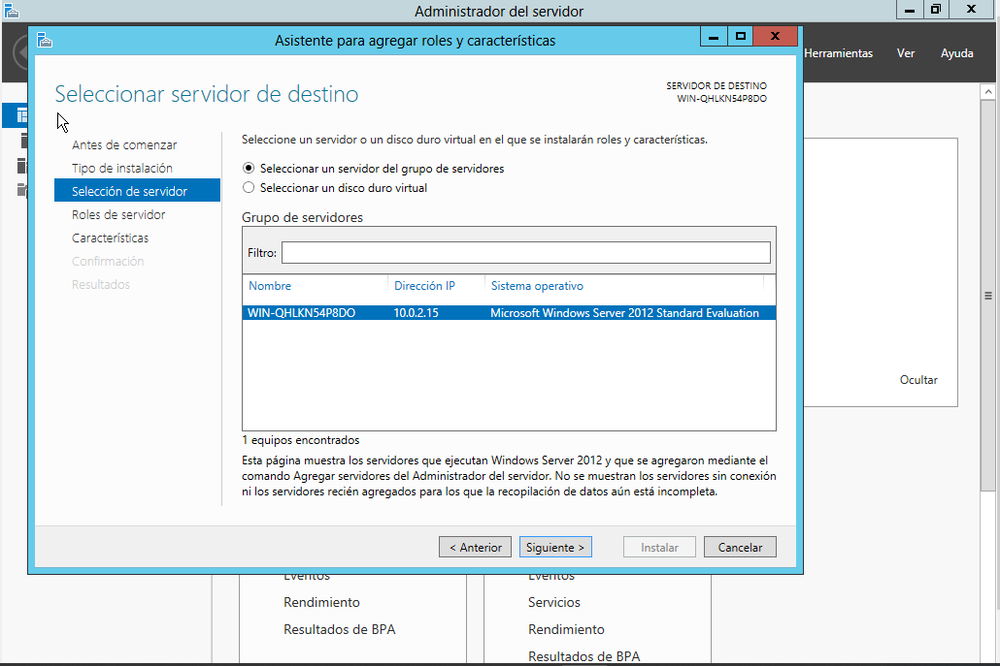 Administrador del servidor
Asistente para agregar roles y características
Herramientas Ver Ayuda
Seleccionar servidor de destino
SERVIDOR DE DESTINO
WIN-QHLKN54P8DO
Antes de comenzar
Tipo de instalación
Selección de servidor
Roles de servidor
Características
Confirmación
Resultados
Seleccione un servidor o un disco duro virtual en el que se instalarán roles y características.
Seleccionar un servidor del grupo de servidores
Seleccionar un disco duro virtual
Grupo de servidores
Filtro:
Nombre Dirección IP Sistema operativo
WIN-QHLKN54P8DO 10.0.2.15 Microsoft Windows Server 2012 Standard Evaluation
1 equipos encontrados
Esta página muestra los servidores que ejecutan Windows Server 2012 y que se agregaron mediante el
comando Agregar servidores del Administrador del servidor. No se muestran los servidores sin conexión
ni los servidores recién agregados para los que la recopilación de datos aún está incompleta.
< Anterior Siguiente > Instalar Cancelar
Ocultar
Eventos
Rendimiento
Resultados de BPA
Eventos
Servicios
Rendimiento
Resultados de BPA